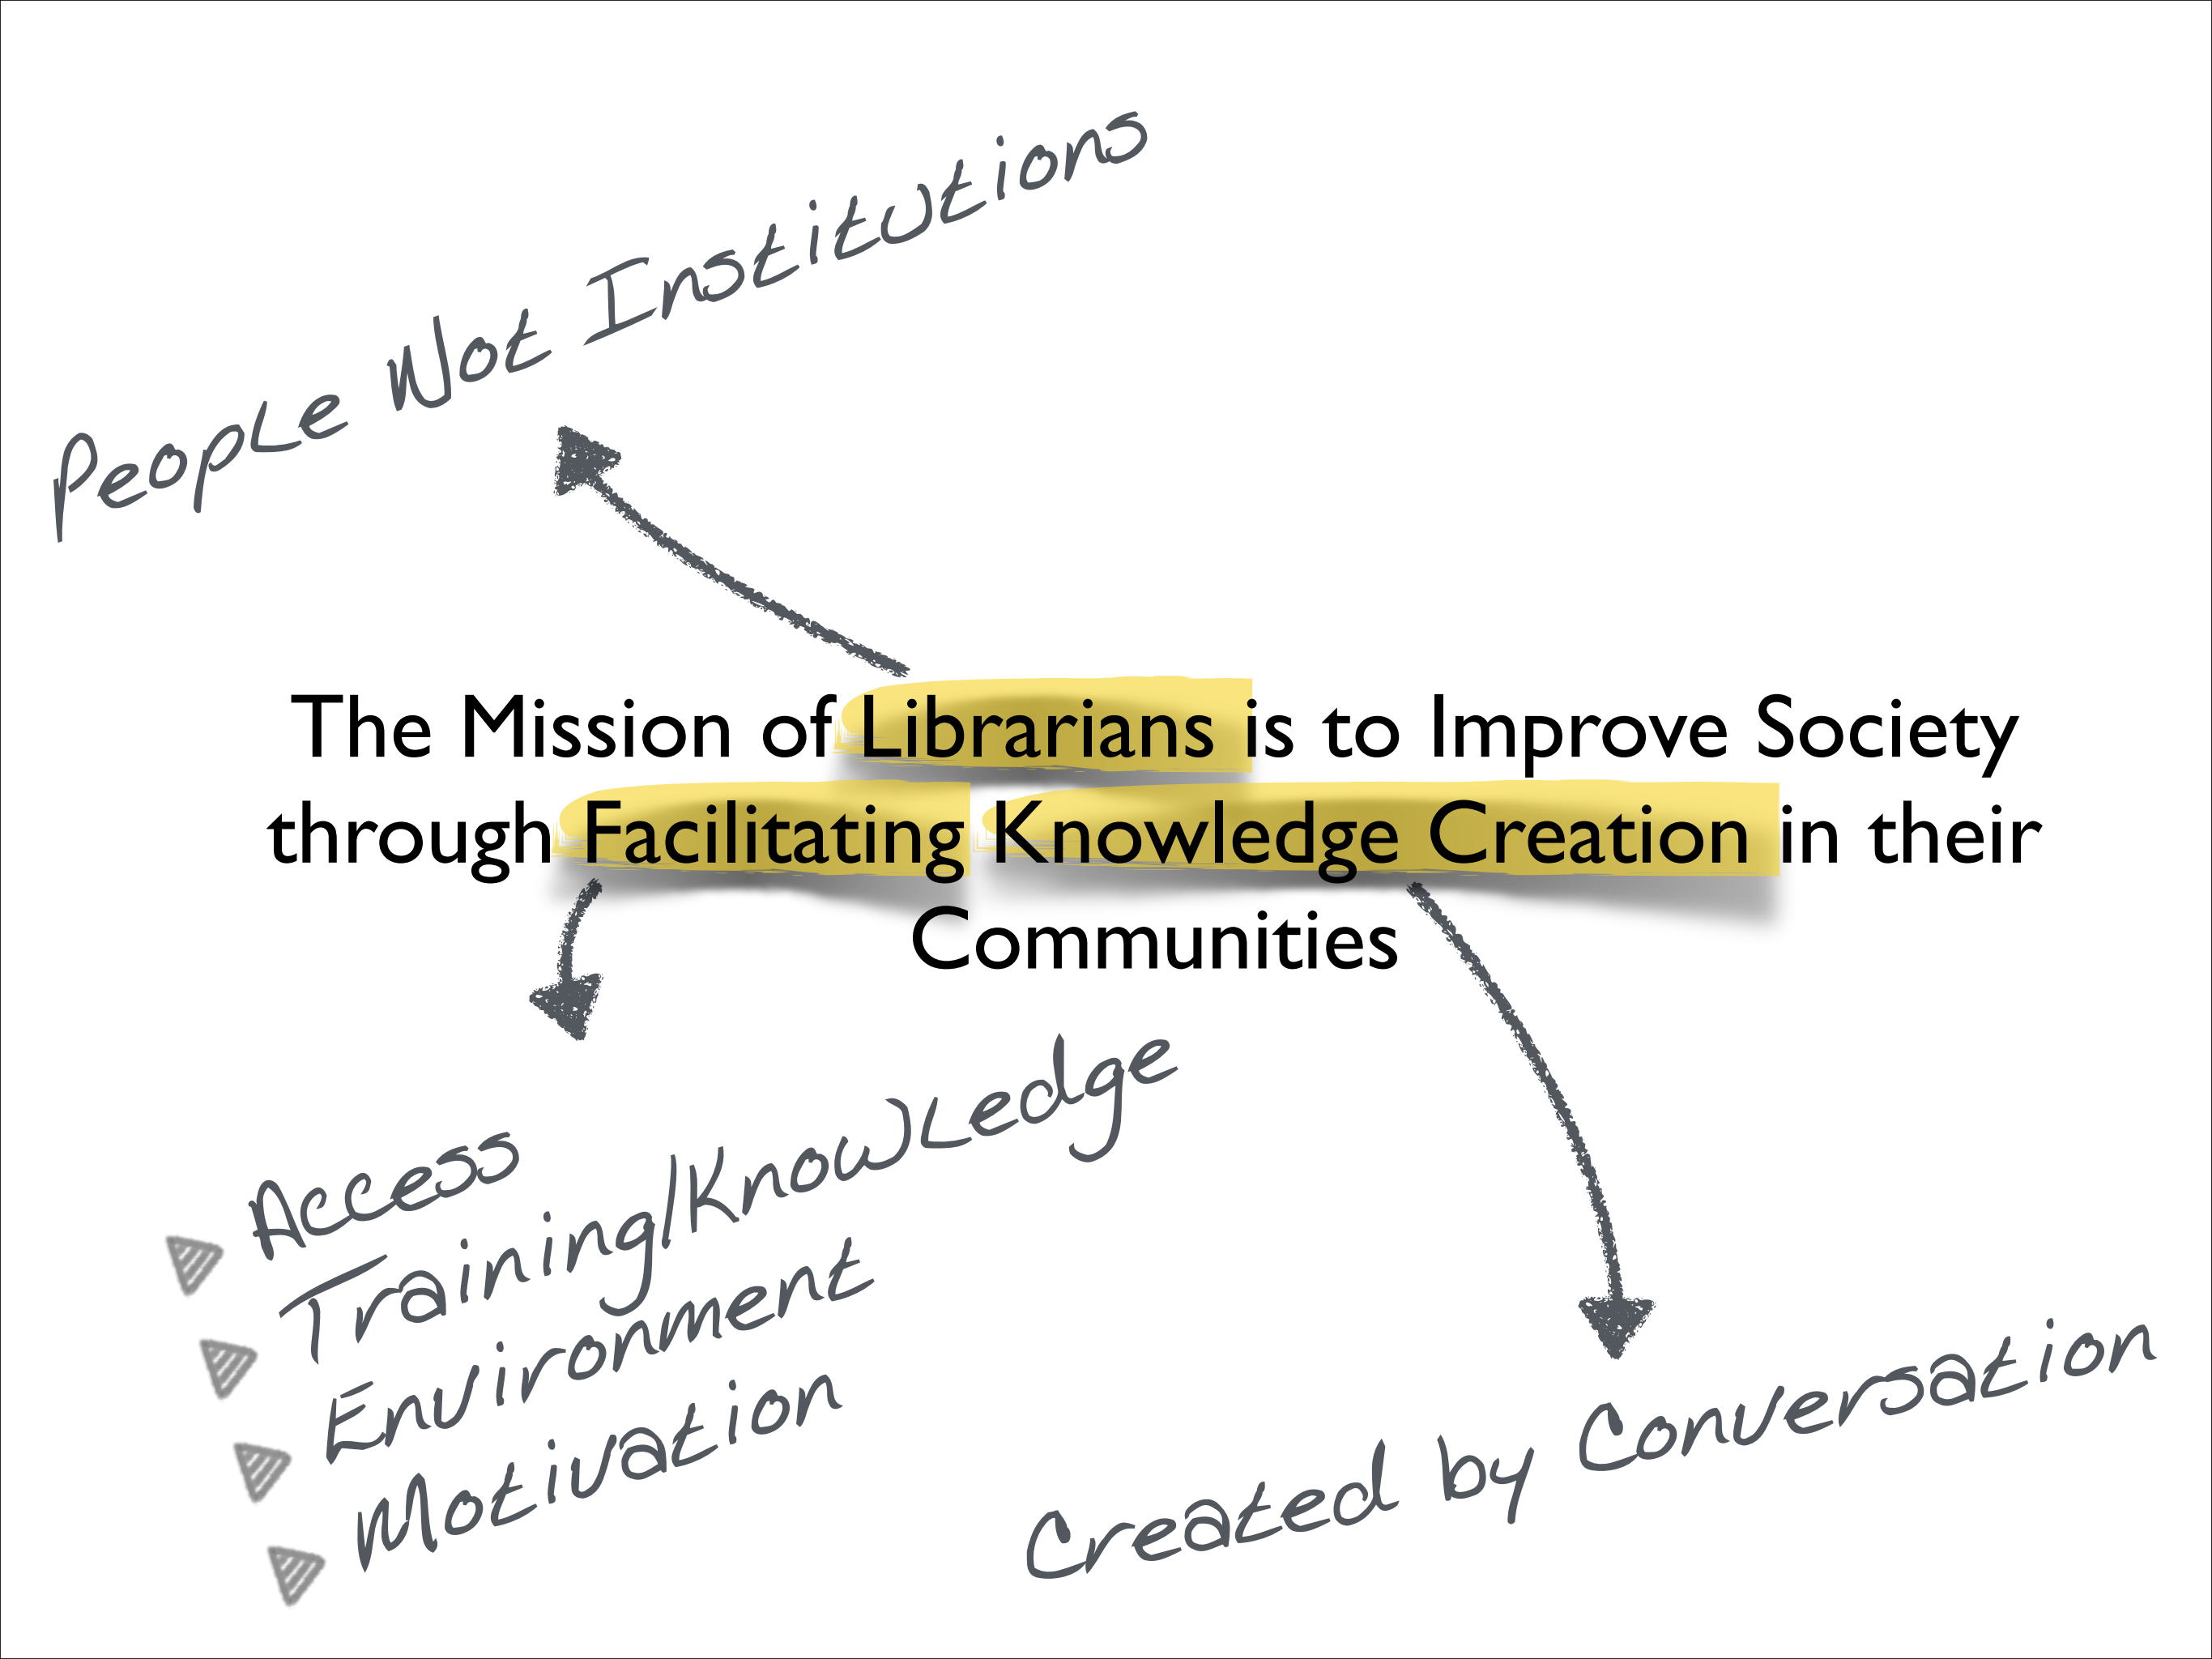 People Not Institutions
The Mission of Librarians is to Improve Society
through Facilitating Knowledge Creation in their
Communities
Access
Training/Knowledge
Environment
Motivation
Created by Conversation